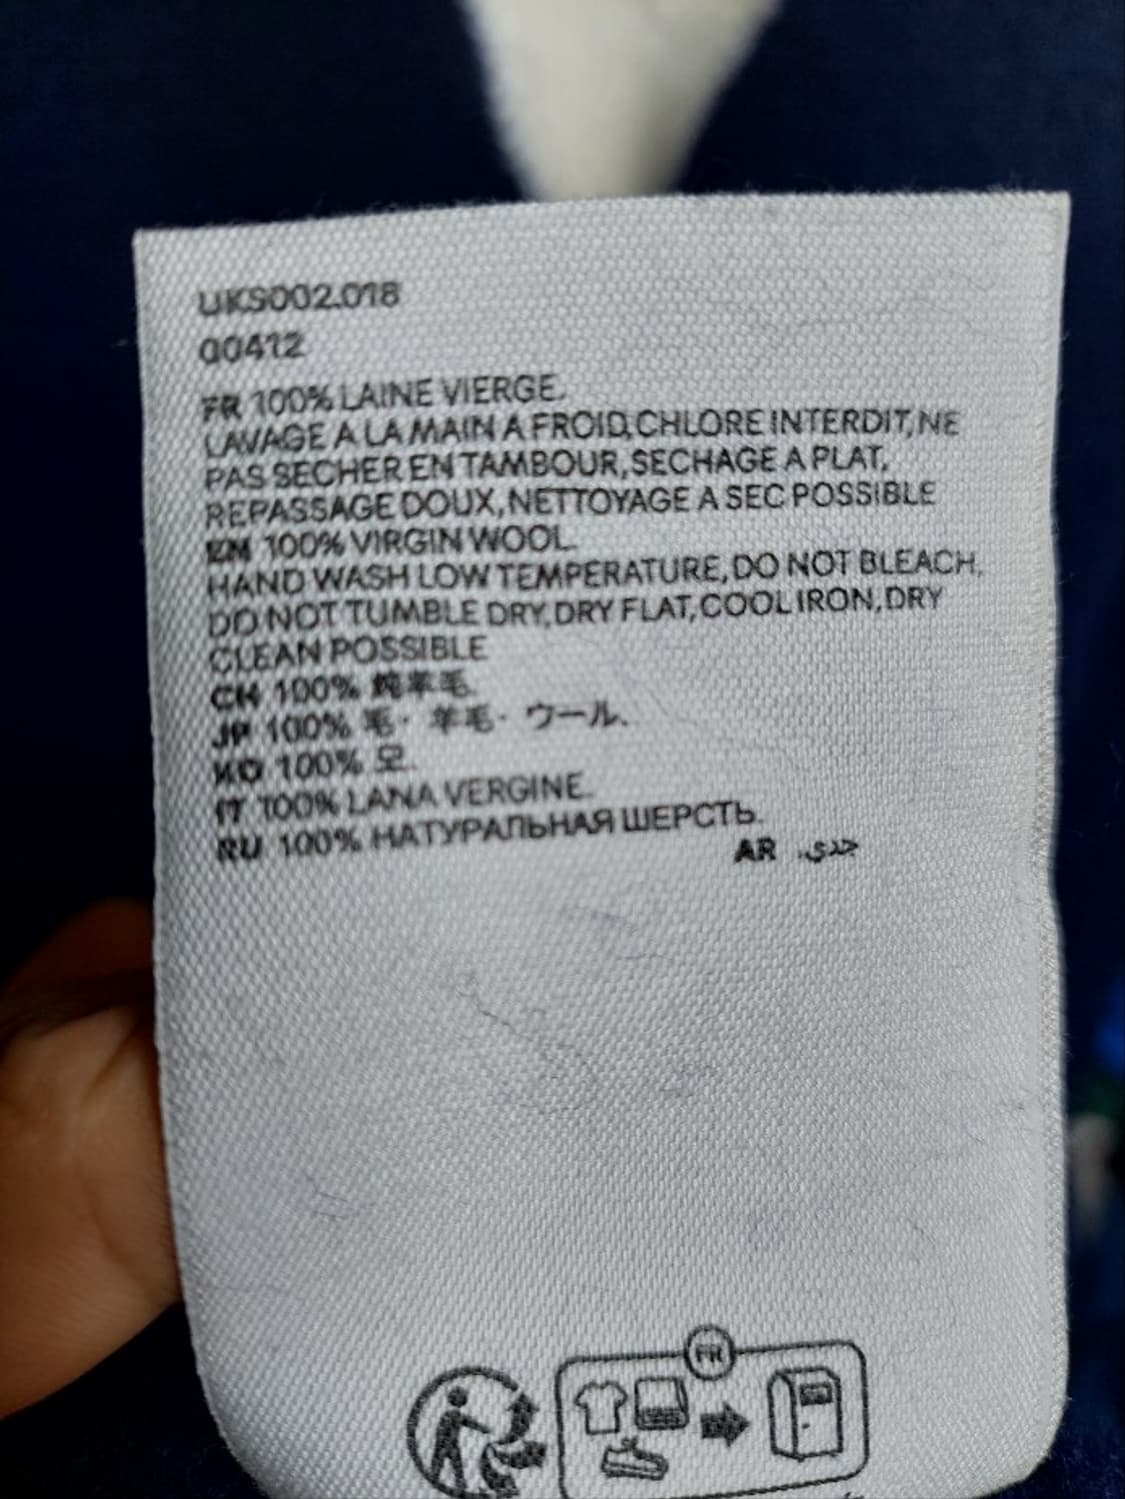 UKS002.018
00412
FR 100% LAINE VIERGE.
LAVAGE A LA MAIN A FROID,CHLORE INTERDIT,NE
PAS SECHER EN TAMBOUR,SECHAGE A PLAT,
REPASSAGE DOUX,NETTOYAGE A SEC POSSIBLE
EN 100% VIRGIN WOOL.
HAND WASH LOW TEMPERATURE,DO NOT BLEACH,
DO NOT TUMBLE DRY,DRY FLAT,COOL IRON,DRY
CLEAN POSSIBLE
CH 100% 纯羊毛.
JP 100% 毛・ 羊毛・ ウール.
KO 100% 모.
IT 100% LANA VERGINE.
RU 100% НАТУРАЛЬНАЯ ШЕРСТЬ.
AR
FR